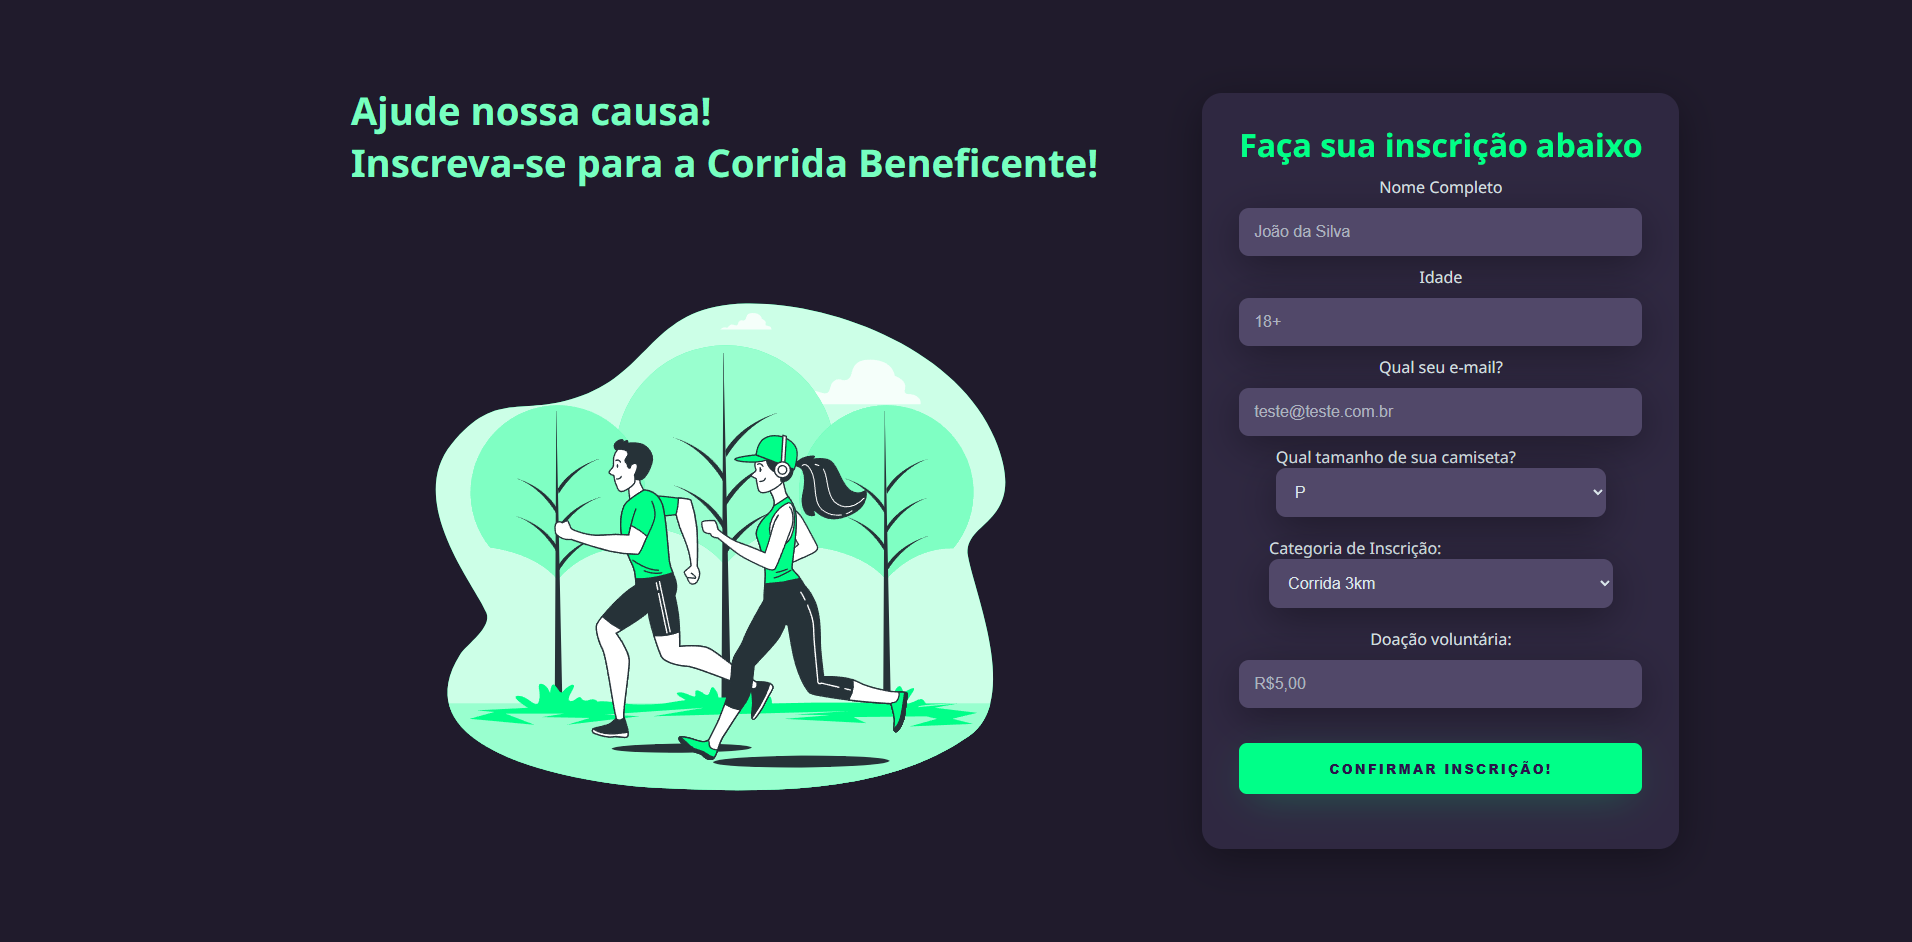 Ajude nossa causa!
Inscreva-se para a Corrida Beneficente!
Faça sua inscrição abaixo
Nome Completo
João da Silva
Idade
18+
Qual seu e-mail?
teste@teste.com.br
Qual tamanho de sua camiseta?
P
Categoria de Inscrição:
Corrida 3km
Doação voluntária:
R$5,00
CONFIRMAR INSCRIÇÃO!